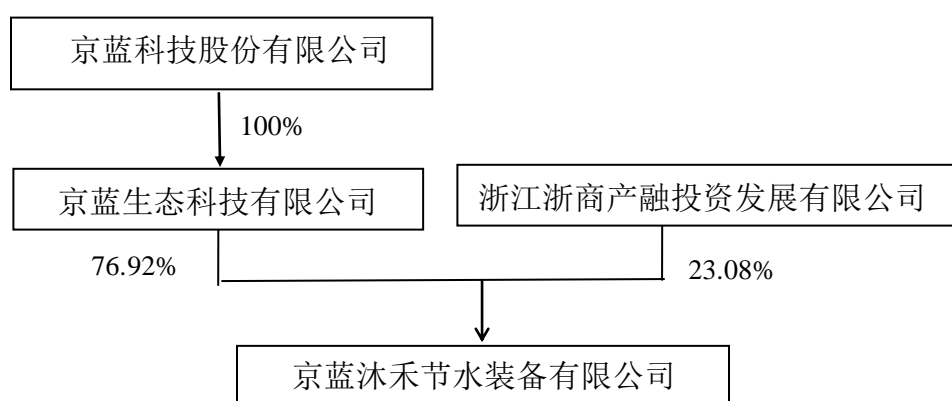 京蓝科技股份有限公司
100%
京蓝生态科技有限公司
浙江浙商产融投资发展有限公司
76.92%
23.08%
京蓝沐禾节水装备有限公司